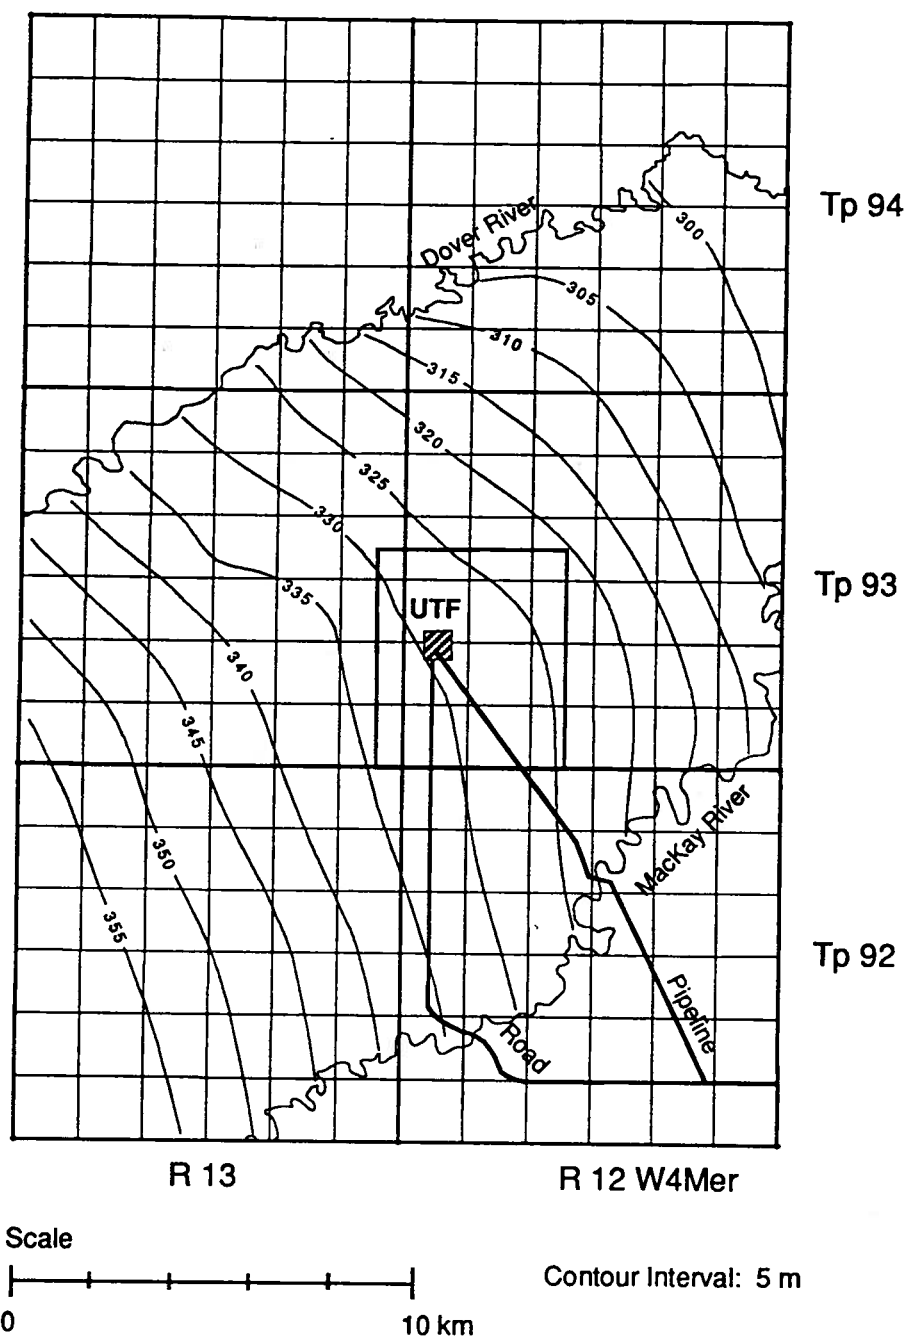 Tp 94
Dover River
300
305
310
315
320
325
330
Tp 93
335
UTF
340
345
MacKay River
350
355
Tp 92
Pipeline
Road
R 13
R 12 W4Mer
Scale
Contour Interval: 5 m
0
10 km